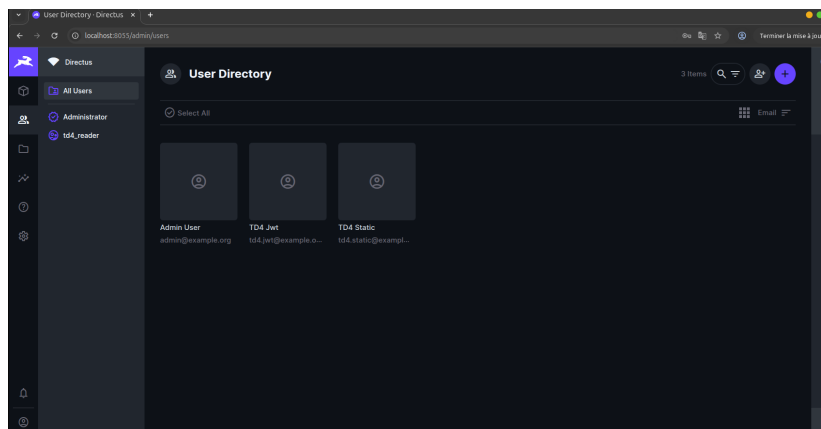 User Directory · Directus
localhost:8055/admin/users
Terminer la mise à jou
Directus
All Users
Administrator
td4_reader
User Directory
3 Items
Select All
Email
Admin User
admin@example.org
TD4 Jwt
td4.jwt@example.o...
TD4 Static
td4.static@exampl...